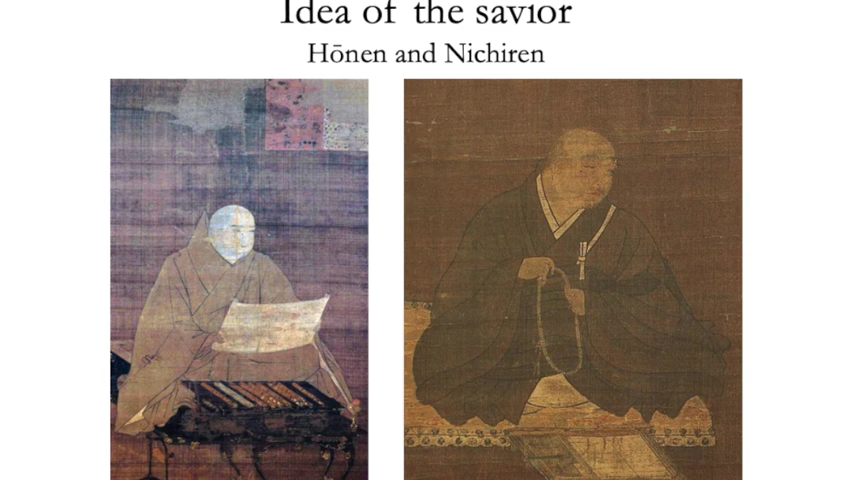 Idea of the savior
Hōnen and Nichiren